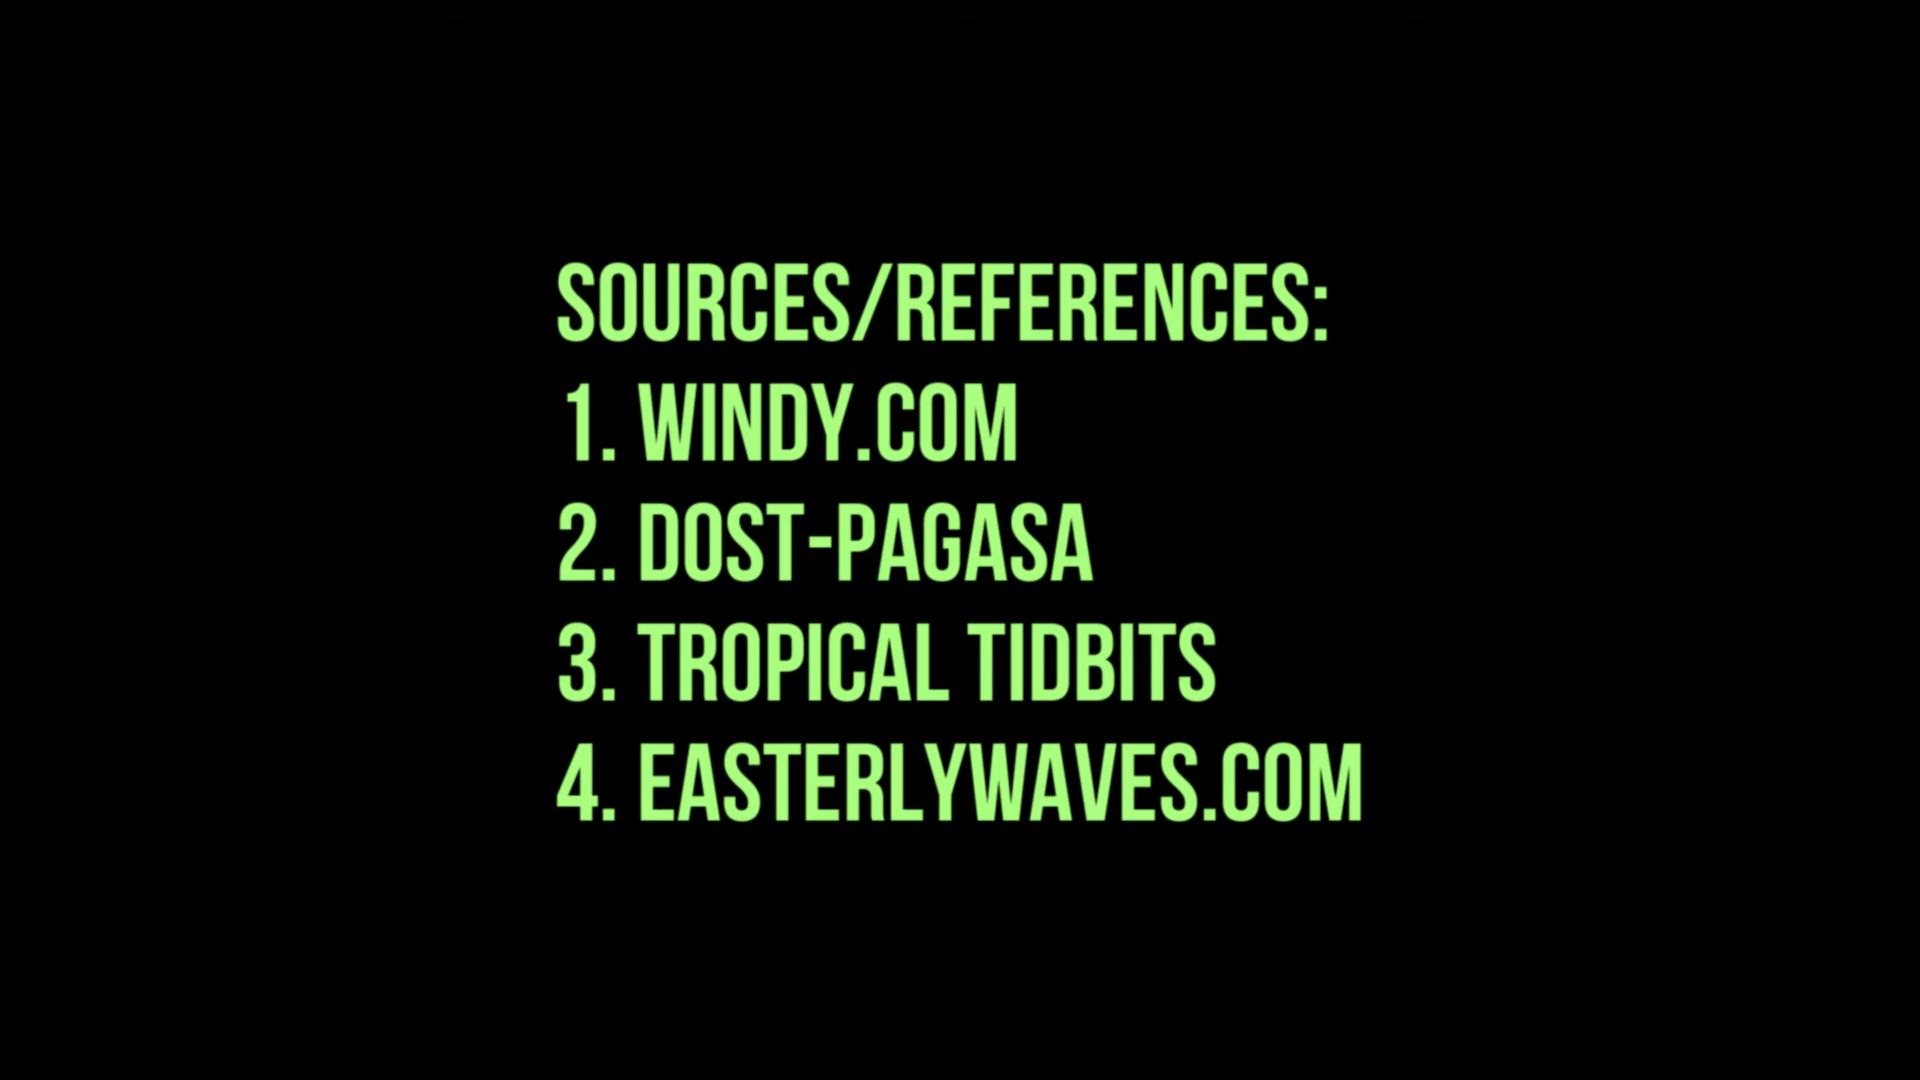 SOURCES/REFERENCES:
1. WINDY.COM
2. DOST-PAGASA
3. TROPICAL TIDBITS
4. EASTERLYWAVES.COM